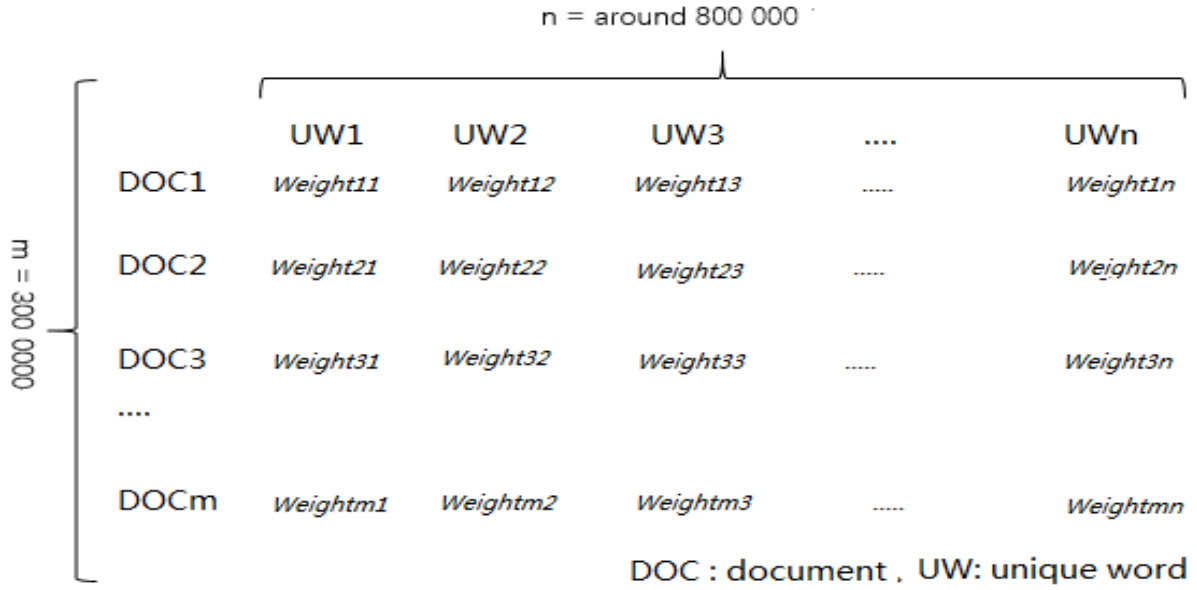 n = around 800 000
UW1 UW2 UW3 .... UWn
DOC1 Weight11 Weight12 Weight13 ..... Weight1n
DOC2 Weight21 Weight22 Weight23 ..... Weight2n
m = 300 0000
DOC3 Weight31 Weight32 Weight33 ..... Weight3n
....
DOCm Weightm1 Weightm2 Weightm3 ..... Weightmn
DOC : document , UW: unique word